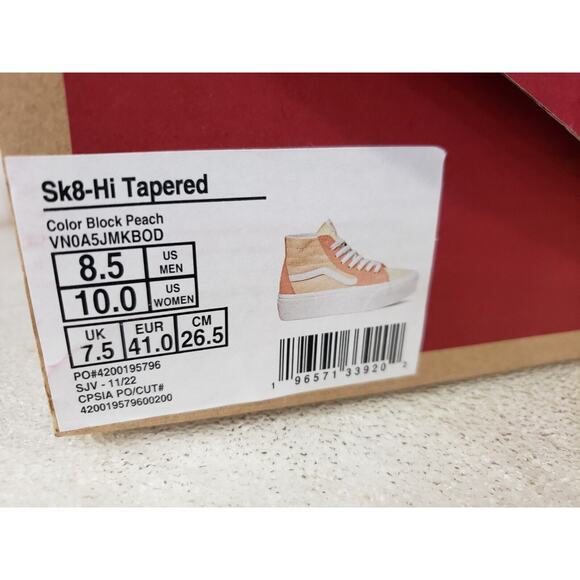 Sk8-Hi Tapered
Color Block Peach
VN0A5JMKBOD
8.5 US MEN
10.0 US WOMEN
UK EUR CM
7.5 41.0 26.5
PO#4200195796
SJV - 11/22
CPSIA PO/CUT#
420019579600200
1 96571 33920 2